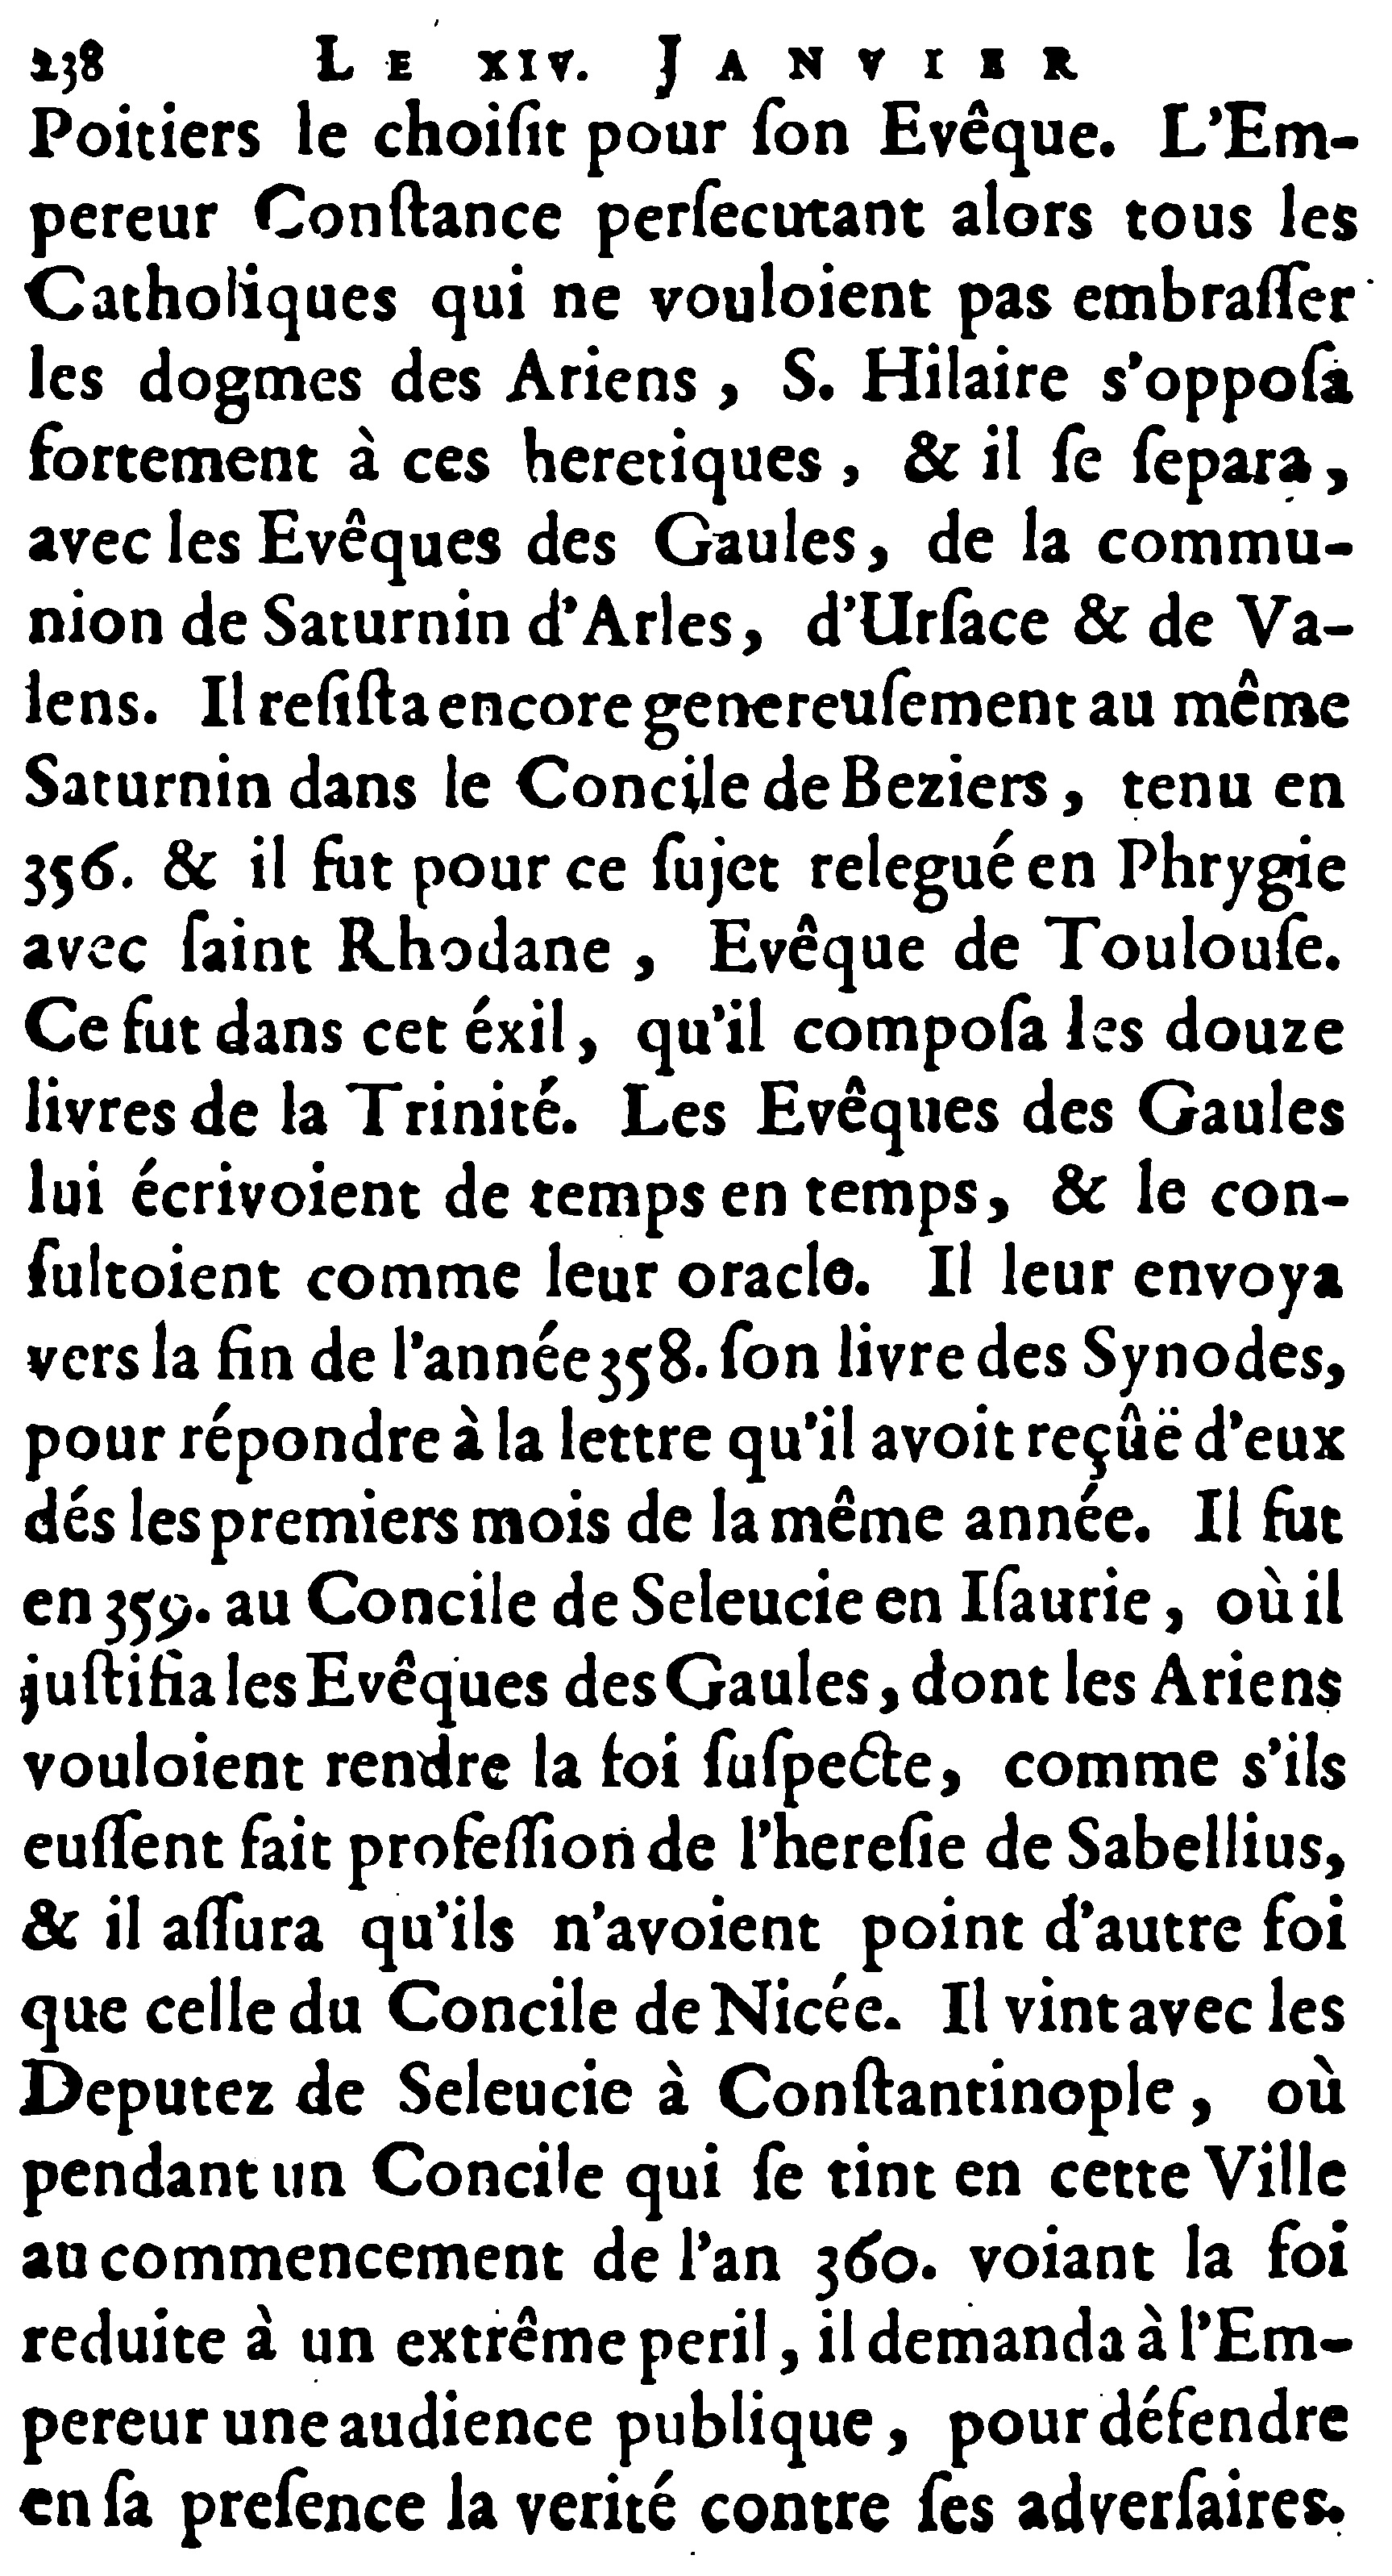 238 LE XIV. JANVIER
Poitiers le choiſit pour ſon Evêque. L'Em-
pereur Conſtance perſecutant alors tous les
Catholiques qui ne vouloient pas embraſſer
les dogmes des Ariens, S. Hilaire s'oppoſa
fortement à ces heretiques, & il ſe ſepara,
avec les Evêques des Gaules, de la commu-
nion de Saturnin d'Arles, d'Urſace & de Va-
lens. Il reſiſta encore genereuſement au même
Saturnin dans le Concile de Beziers, tenu en
356. & il fut pour ce ſujet relegué en Phrygie
avec ſaint Rhodane, Evêque de Toulouſe.
Ce fut dans cet éxil, qu'il compoſa les douze
livres de la Trinité. Les Evêques des Gaules
lui écrivoient de temps en temps, & le con-
ſultoient comme leur oracle. Il leur envoya
vers la fin de l'année 358. ſon livre des Synodes,
pour répondre à la lettre qu'il avoit reçûë d'eux
dés les premiers mois de la même année. Il fut
en 359. au Concile de Seleucie en Iſaurie, où il
juſtifia les Evêques des Gaules, dont les Ariens
vouloient rendre la foi ſuſpecte, comme s'ils
euſſent fait profeſſion de l'hereſie de Sabellius,
& il aſſura qu'ils n'avoient point d'autre foi
que celle du Concile de Nicée. Il vint avec les
Deputez de Seleucie à Conſtantinople, où
pendant un Concile qui ſe tint en cette Ville
au commencement de l'an 360. voiant la foi
reduite à un extrême peril, il demanda à l'Em-
pereur une audience publique, pour défendre
en ſa preſence la verité contre ſes adverſaires.